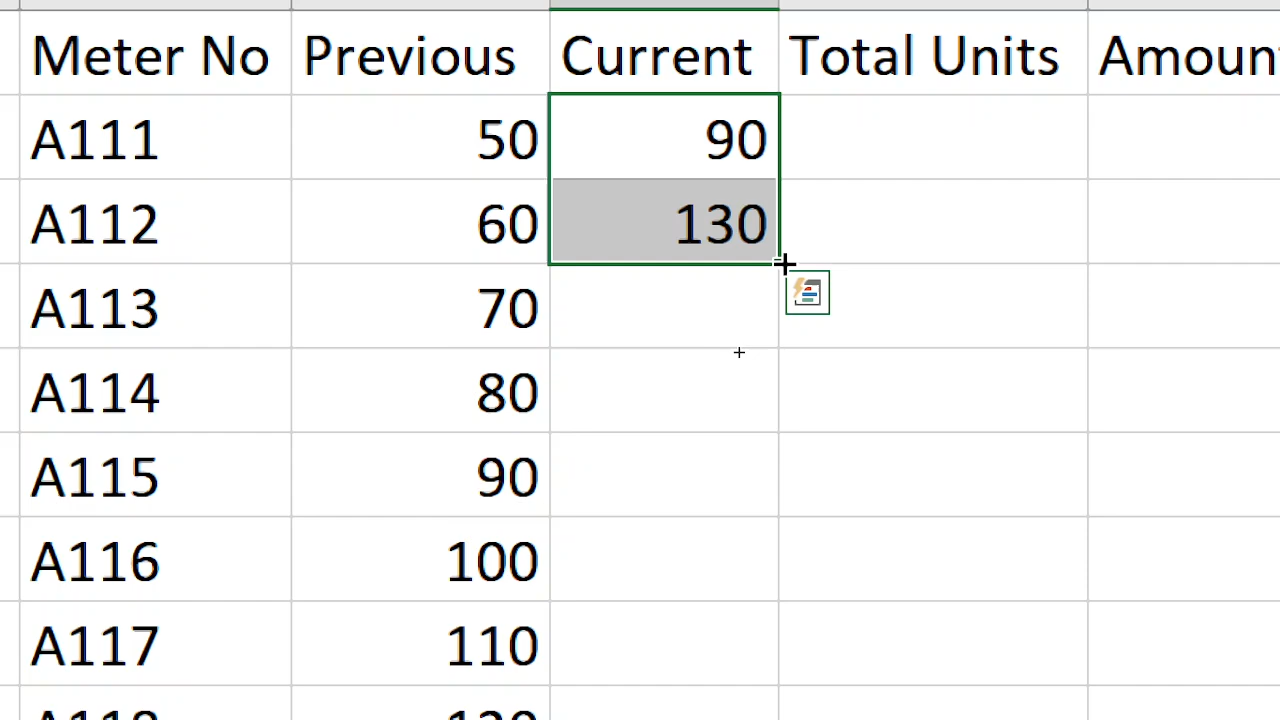 Meter No Previous Current Total Units Amoun
A111 50 90
A112 60 130
A113 70
A114 80
A115 90
A116 100
A117 110